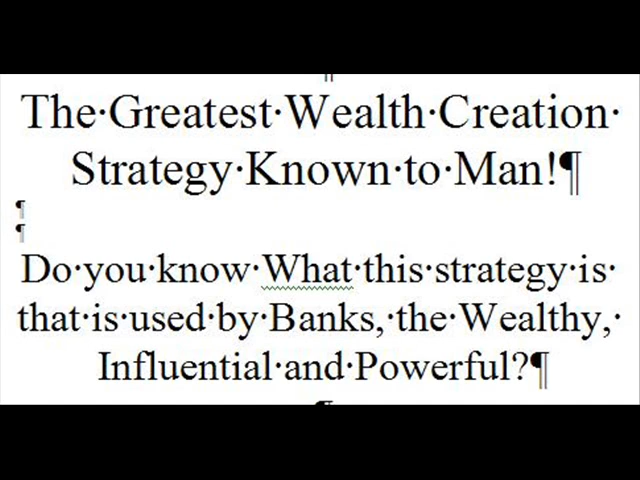 The·Greatest·Wealth·Creation·
Strategy·Known·to·Man!¶
¶
¶
Do·you·know·What·this·strategy·is·
that·is·used·by·Banks,·the·Wealthy,·
Influential·and·Powerful?¶